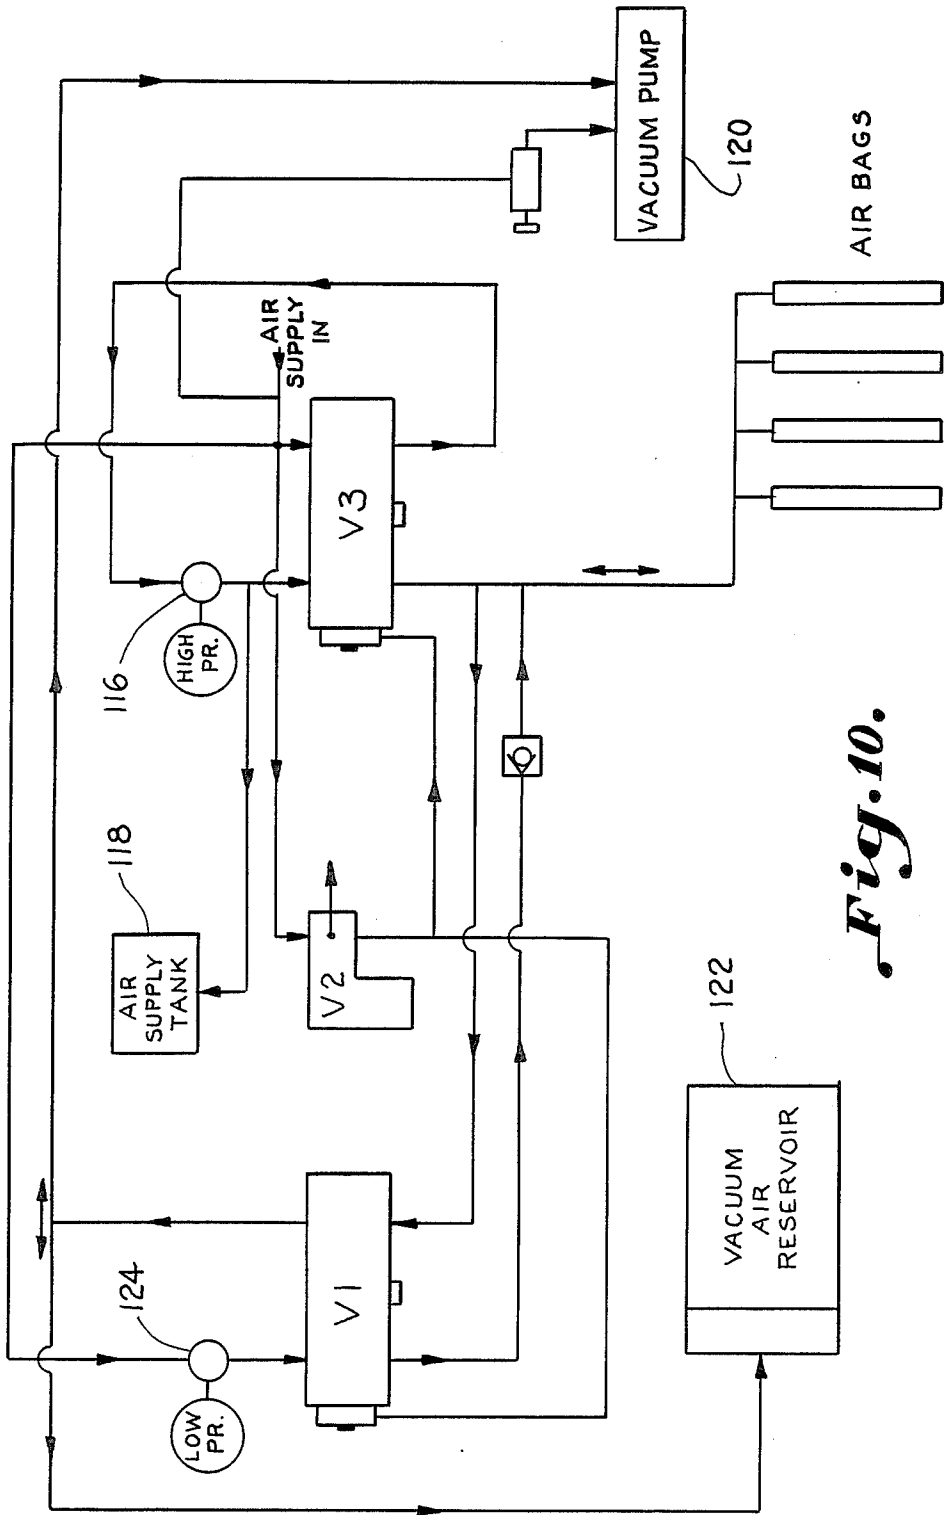 VACUUM PUMP
120
AIR BAGS
AIR
SUPPLY
IN
V3
HIGH
PR.
116
118
AIR
SUPPLY
TANK
V2
V1
124
LOW
PR.
122
VACUUM
AIR
RESERVOIR
Fig. 10.